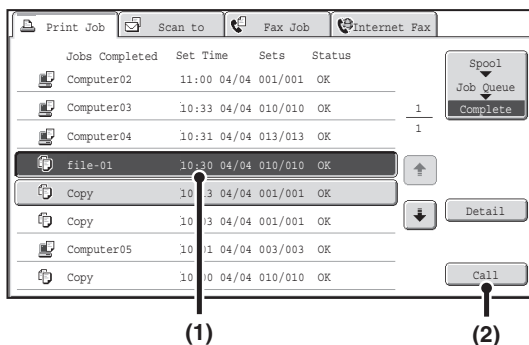 Print Job Scan to Fax Job Internet Fax
Jobs Completed Set Time Sets Status
Computer02 11:00 04/04 001/001 OK
Computer03 10:33 04/04 010/010 OK
Computer04 10:31 04/04 013/013 OK
file-01 10:30 04/04 010/010 OK
Copy 04/04 001/001 OK
Copy 04/04 001/001 OK
Computer05 04/04 003/003 OK
Copy 04/04 010/010 OK
1
1
Spool
Job Queue
Complete
Detail
Call
(1) (2)